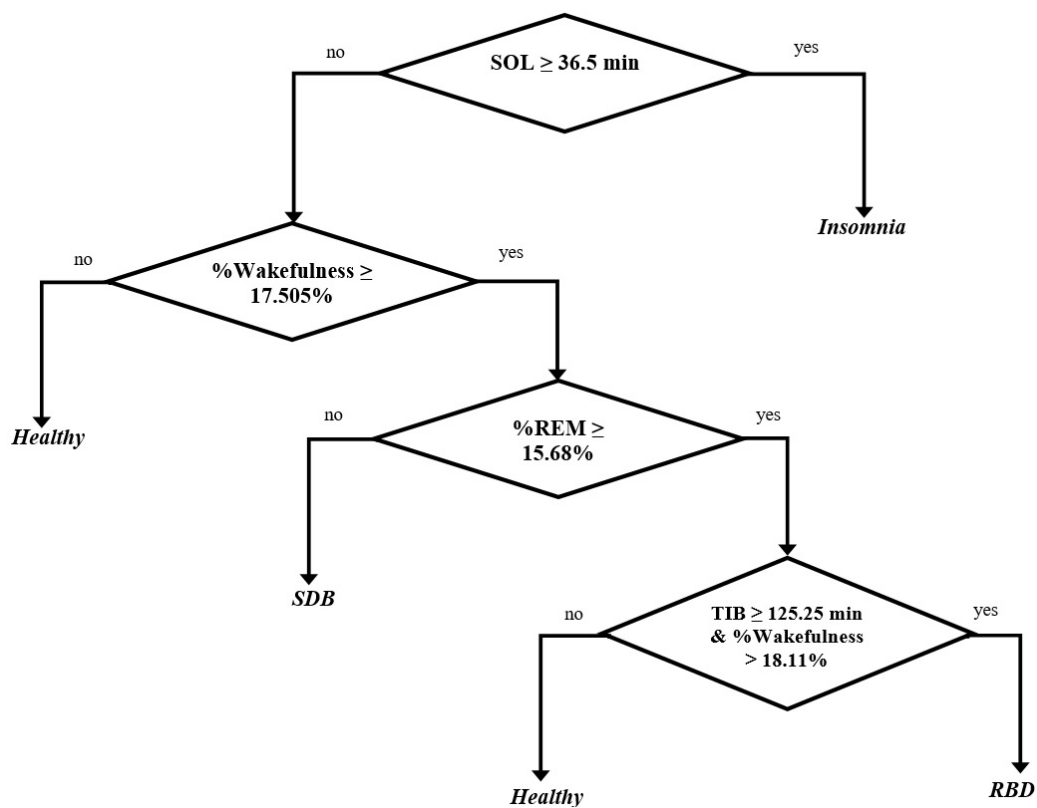 no
yes
SOL ≥ 36.5 min
Insomnia
no
yes
%Wakefulness ≥
17.505%
Healthy
no
yes
%REM ≥
15.68%
SDB
no
yes
TIB ≥ 125.25 min
& %Wakefulness
> 18.11%
Healthy
RBD